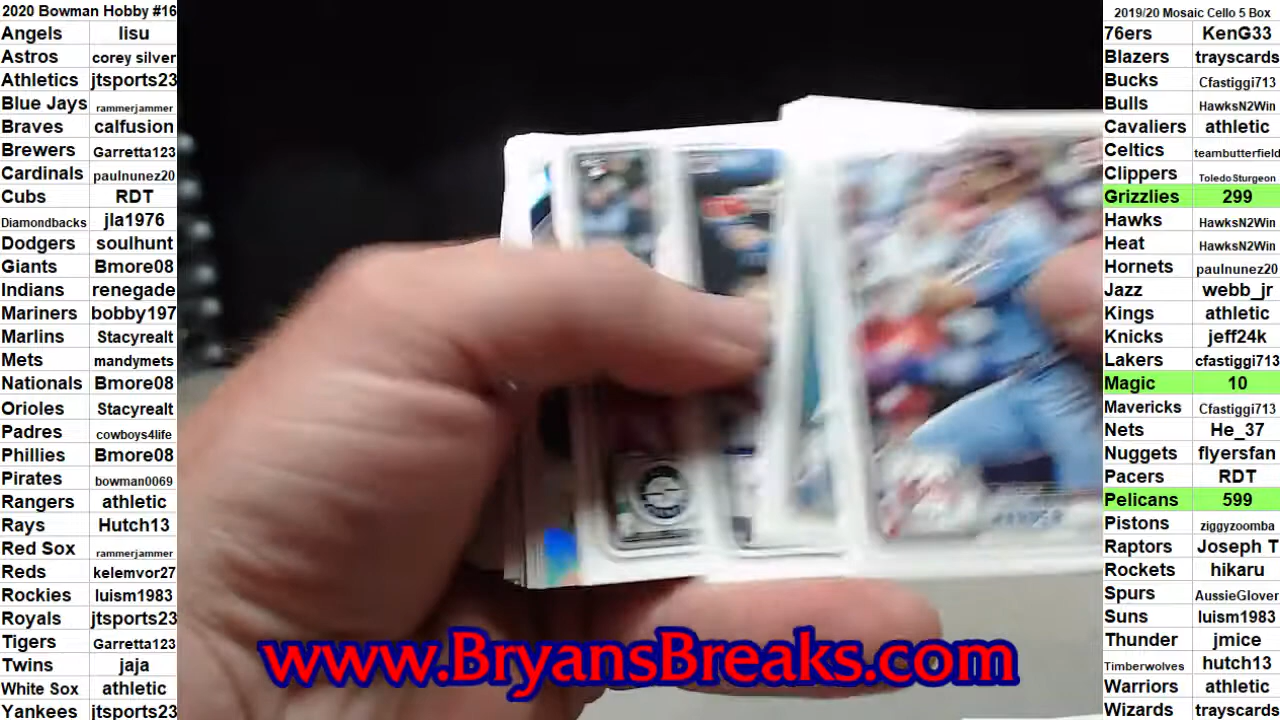 2020 Bowman Hobby #16
Angels lisu
Astros corey silver
Athletics jtsports23
Blue Jays rammerjammer
Braves calfusion
Brewers Garretta123
Cardinals paulnunez20
Cubs RDT
Diamondbacks jla1976
Dodgers soulhunt
Giants Bmore08
Indians renegade
Mariners bobby197
Marlins Stacyrealt
Mets mandymets
Nationals Bmore08
Orioles Stacyrealt
Padres cowboys4life
Phillies Bmore08
Pirates bowman0069
Rangers athletic
Rays Hutch13
Red Sox rammerjammer
Reds kelemvor27
Rockies luism1983
Royals jtsports23
Tigers Garretta123
Twins jaja
White Sox athletic
Yankees jtsports23
www.BryansBreaks.com
2019/20 Mosaic Cello 5 Box
76ers KenG33
Blazers trayscards
Bucks Cfastiggi713
Bulls HawksN2Win
Cavaliers athletic
Celtics teambutterfield
Clippers ToledoSturgeon
Grizzlies 299
Hawks HawksN2Win
Heat HawksN2Win
Hornets paulnunez20
Jazz webb_jr
Kings athletic
Knicks jeff24k
Lakers cfastiggi713
Magic 10
Mavericks Cfastiggi713
Nets He_37
Nuggets flyersfan
Pacers RDT
Pelicans 599
Pistons ziggyzoomba
Raptors Joseph T
Rockets hikaru
Spurs AussieGlover
Suns luism1983
Thunder jmice
Timberwolves hutch13
Warriors athletic
Wizards trayscards